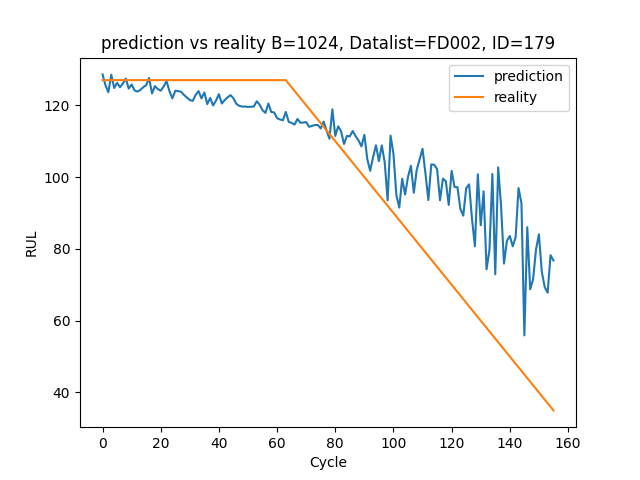 prediction vs reality B=1024, Datalist=FD002, ID=179
prediction
reality
RUL
120
100
80
60
40
0 20 40 60 80 100 120 140 160
Cycle